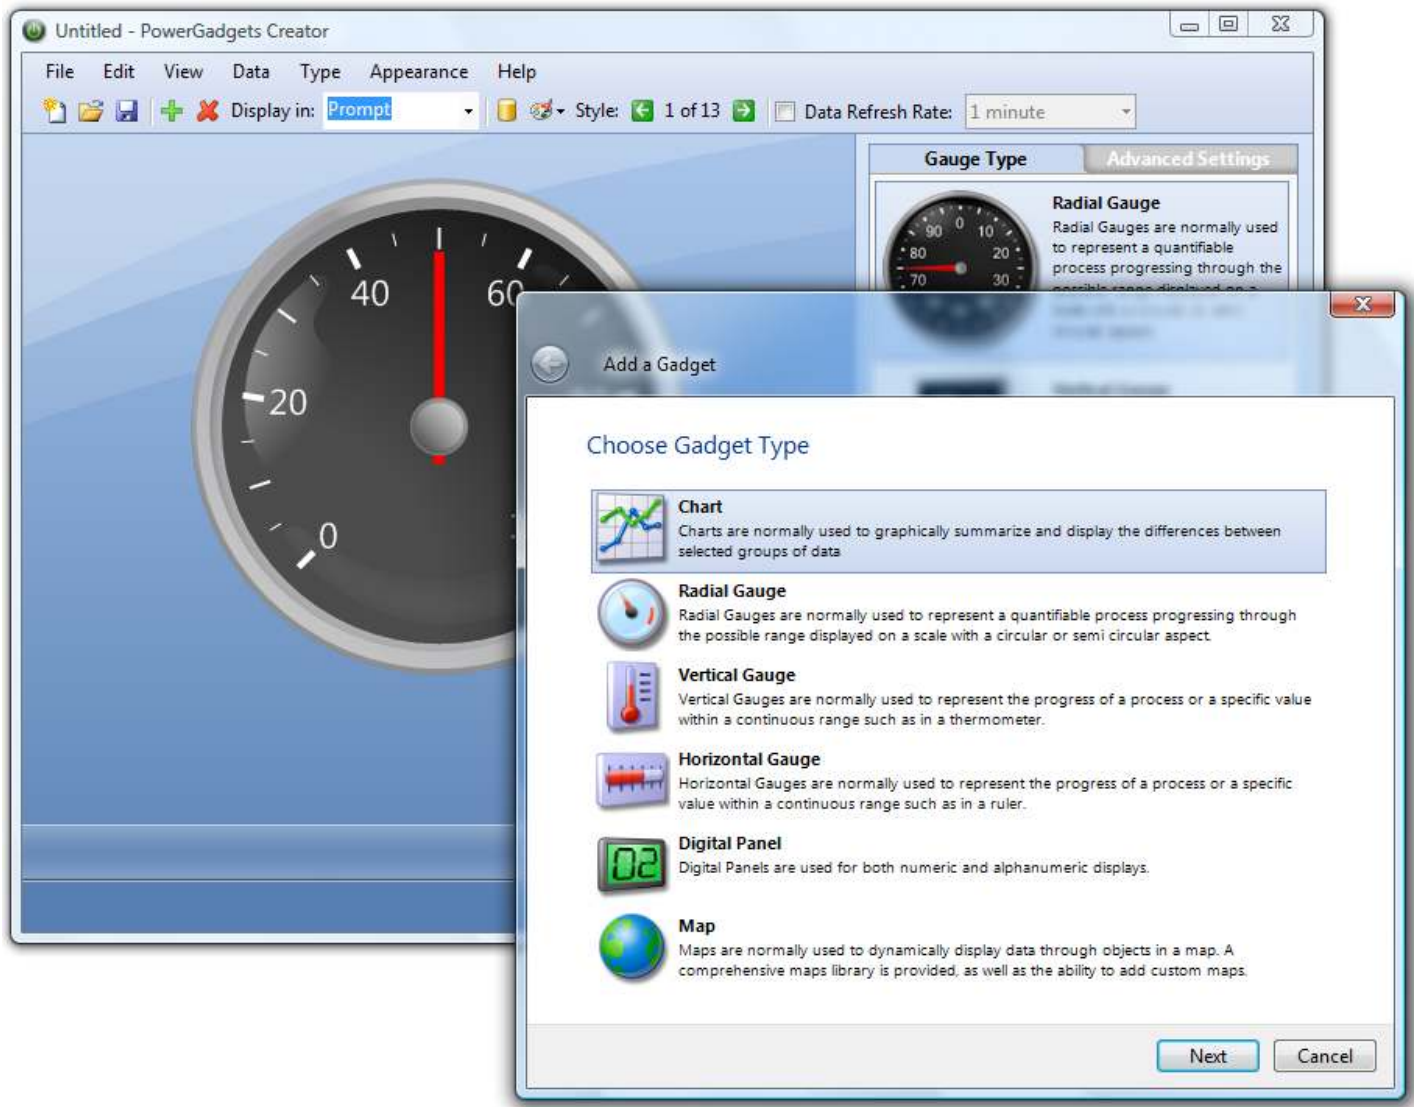 Untitled - PowerGadgets Creator
File Edit View Data Type Appearance Help
Display in: Prompt Style: 1 of 13 Data Refresh Rate: 1 minute
Gauge Type Advanced Settings
40
60
20
0
90 0 10
80 20
70 30
Radial Gauge
Radial Gauges are normally used
to represent a quantifiable
process progressing through the
possible range displayed on a
Add a Gadget
Choose Gadget Type
Chart
Charts are normally used to graphically summarize and display the differences between
selected groups of data
Radial Gauge
Radial Gauges are normally used to represent a quantifiable process progressing through
the possible range displayed on a scale with a circular or semi circular aspect.
Vertical Gauge
Vertical Gauges are normally used to represent the progress of a process or a specific value
within a continuous range such as in a thermometer.
Horizontal Gauge
Horizontal Gauges are normally used to represent the progress of a process or a specific
value within a continuous range such as in a ruler.
02
Digital Panel
Digital Panels are used for both numeric and alphanumeric displays.
Map
Maps are normally used to dynamically display data through objects in a map. A
comprehensive maps library is provided, as well as the ability to add custom maps.
Next Cancel